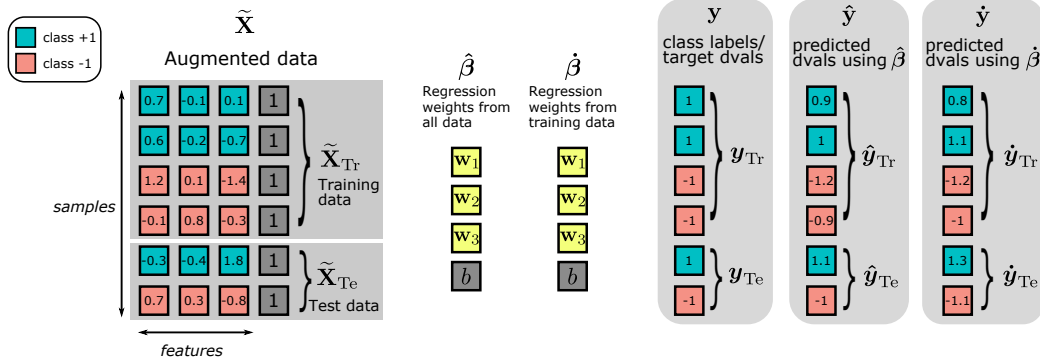 class +1
class -1
X̃
Augmented data
0.7 -0.1 0.1 1
0.6 -0.2 -0.7 1
1.2 0.1 -1.4 1
-0.1 0.8 -0.3 1
-0.3 -0.4 1.8 1
0.7 0.3 -0.8 1
X̃Tr
Training
data
X̃Te
Test data
samples
features
β̂
Regression
weights from
all data
w1
w2
w3
b
β̇
Regression
weights from
training data
w1
w2
w3
b
y
class labels/
target dvals
1
1
-1
-1
1
-1
yTr
yTe
ŷ
predicted
dvals using β̂
0.9
1
-1.2
-0.9
1.1
-1
ŷTr
ŷTe
ẏ
predicted
dvals using β̇
0.8
1.1
-1.2
-1
1.3
-1.1
ẏTr
ẏTe